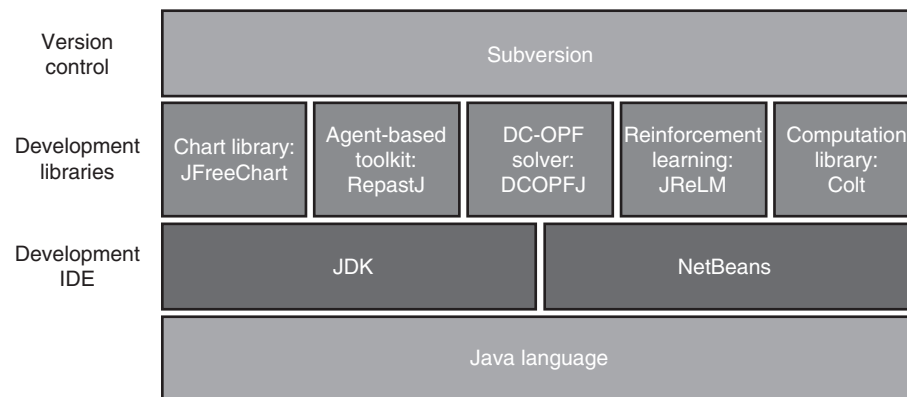 Version
control
Subversion
Development
libraries
Chart library:
JFreeChart
Agent-based
toolkit:
RepastJ
DC-OPF
solver:
DCOPFJ
Reinforcement
learning:
JReLM
Computation
library:
Colt
Development
IDE
JDK
NetBeans
Java language